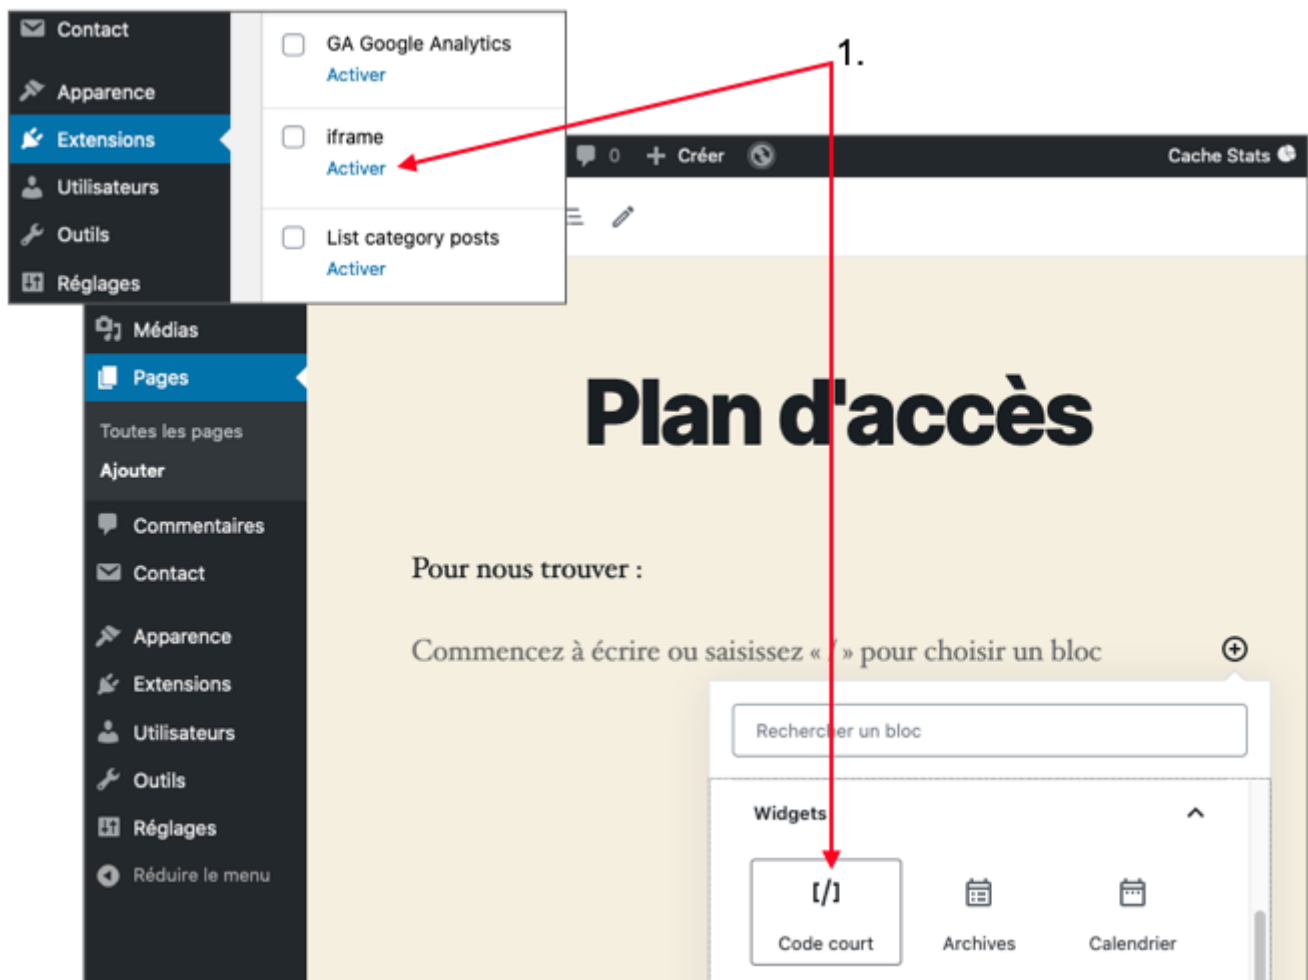 Contact
Apparence
Extensions
Utilisateurs
Outils
Réglages
GA Google Analytics
Activer
iframe
Activer
List category posts
Activer
1.
0 + Créer
Cache Stats
Médias
Pages
Toutes les pages
Ajouter
Commentaires
Contact
Apparence
Extensions
Utilisateurs
Outils
Réglages
Réduire le menu
Plan d'accès
Pour nous trouver :
Commencez à écrire ou saisissez « / » pour choisir un bloc
Rechercher un bloc
Widgets
[/]
Code court
Archives
Calendrier